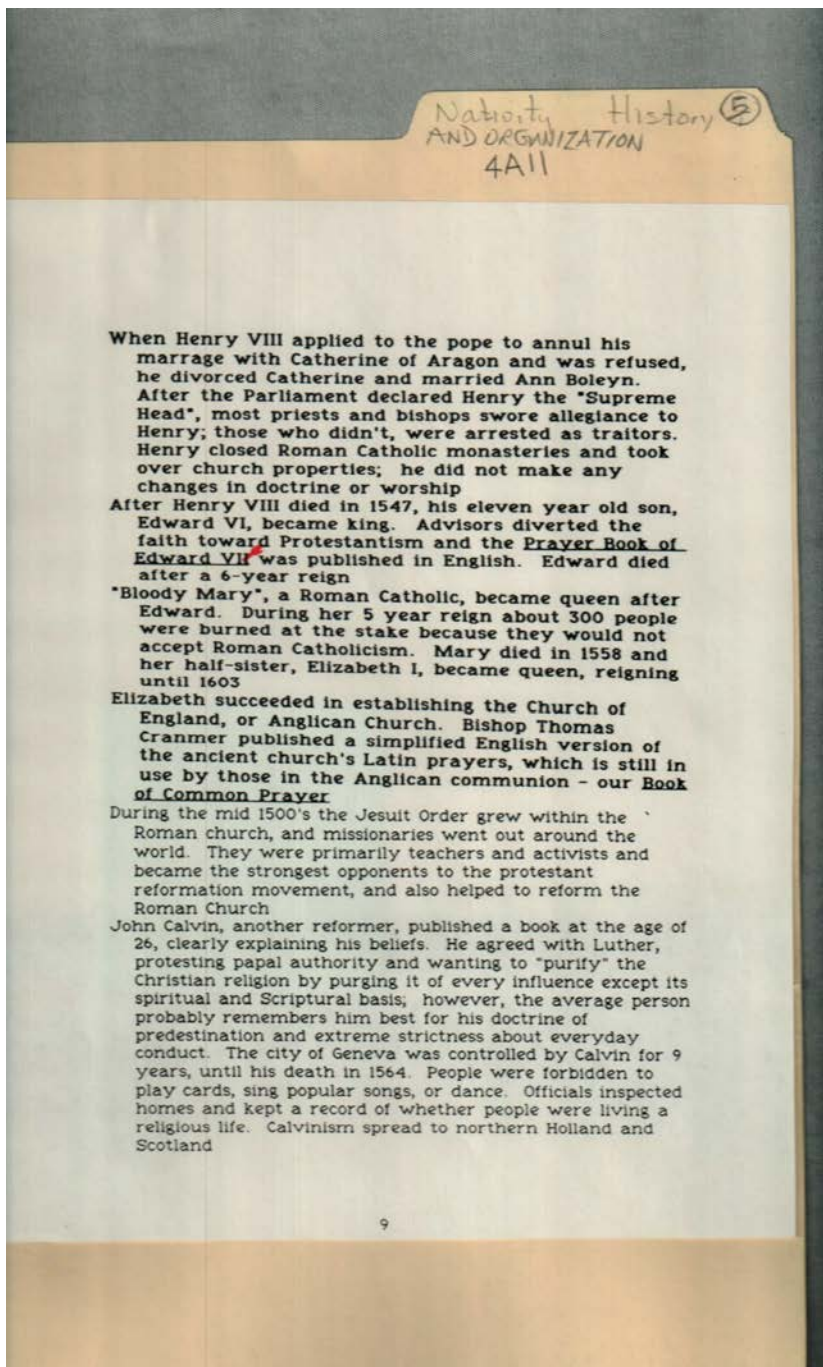 Nativity History 5
AND ORGANIZATION
4A11
When Henry VIII applied to the pope to annul his
marrage with Catherine of Aragon and was refused,
he divorced Catherine and married Ann Boleyn.
After the Parliament declared Henry the "Supreme
Head", most priests and bishops swore allegiance to
Henry; those who didn't, were arrested as traitors.
Henry closed Roman Catholic monasteries and took
over church properties; he did not make any
changes in doctrine or worship
After Henry VIII died in 1547, his eleven year old son,
Edward VI, became king. Advisors diverted the
faith toward Protestantism and the Prayer Book of
Edward VII was published in English. Edward died
after a 6-year reign
"Bloody Mary", a Roman Catholic, became queen after
Edward. During her 5 year reign about 300 people
were burned at the stake because they would not
accept Roman Catholicism. Mary died in 1558 and
her half-sister, Elizabeth I, became queen, reigning
until 1603
Elizabeth succeeded in establishing the Church of
England, or Anglican Church. Bishop Thomas
Cranmer published a simplified English version of
the ancient church's Latin prayers, which is still in
use by those in the Anglican communion - our Book
of Common Prayer
During the mid 1500's the Jesuit Order grew within the
Roman church, and missionaries went out around the
world. They were primarily teachers and activists and
became the strongest opponents to the protestant
reformation movement, and also helped to reform the
Roman Church
John Calvin, another reformer, published a book at the age of
26, clearly explaining his beliefs. He agreed with Luther,
protesting papal authority and wanting to "purify" the
Christian religion by purging it of every influence except its
spiritual and Scriptural basis; however, the average person
probably remembers him best for his doctrine of
predestination and extreme strictness about everyday
conduct. The city of Geneva was controlled by Calvin for 9
years, until his death in 1564. People were forbidden to
play cards, sing popular songs, or dance. Officials inspected
homes and kept a record of whether people were living a
religious life. Calvinism spread to northern Holland and
Scotland
9